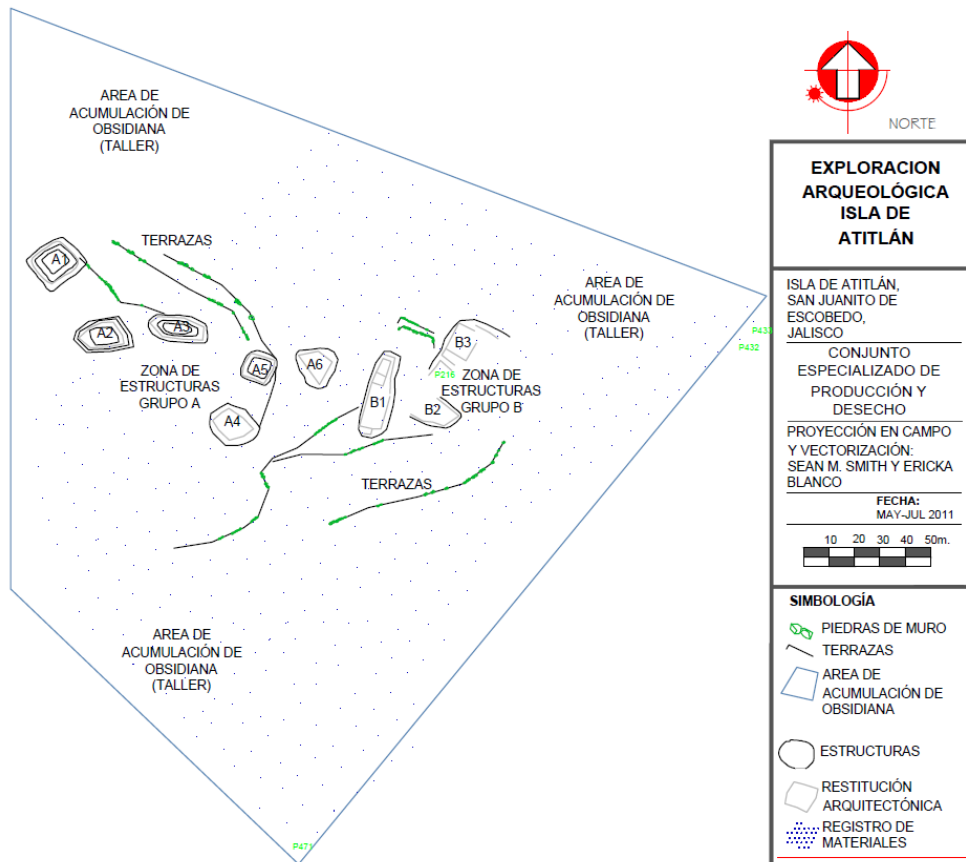 AREA DE
ACUMULACIÓN DE
OBSIDIANA
(TALLER)
TERRAZAS
A1
A2
A3
A5
A6
A4
ZONA DE
ESTRUCTURAS
GRUPO A
AREA DE
ACUMULACIÓN DE
OBSIDIANA
(TALLER)
P432
B3
P216
B1
B2
ZONA DE
ESTRUCTURAS
GRUPO B
TERRAZAS
AREA DE
ACUMULACIÓN DE
OBSIDIANA
(TALLER)
P471
NORTE
EXPLORACION
ARQUEOLÓGICA
ISLA DE
ATITLÁN
ISLA DE ATITLÁN,
SAN JUANITO DE
ESCOBEDO,
JALISCO
CONJUNTO
ESPECIALIZADO DE
PRODUCCIÓN Y
DESECHO
PROYECCIÓN EN CAMPO
Y VECTORIZACIÓN:
SEAN M. SMITH Y ERICKA
BLANCO
FECHA:
MAY-JUL 2011
10 20 30 40 50m.
SIMBOLOGÍA
PIEDRAS DE MURO
TERRAZAS
AREA DE
ACUMULACIÓN DE
OBSIDIANA
ESTRUCTURAS
RESTITUCIÓN
ARQUITECTÓNICA
REGISTRO DE
MATERIALES